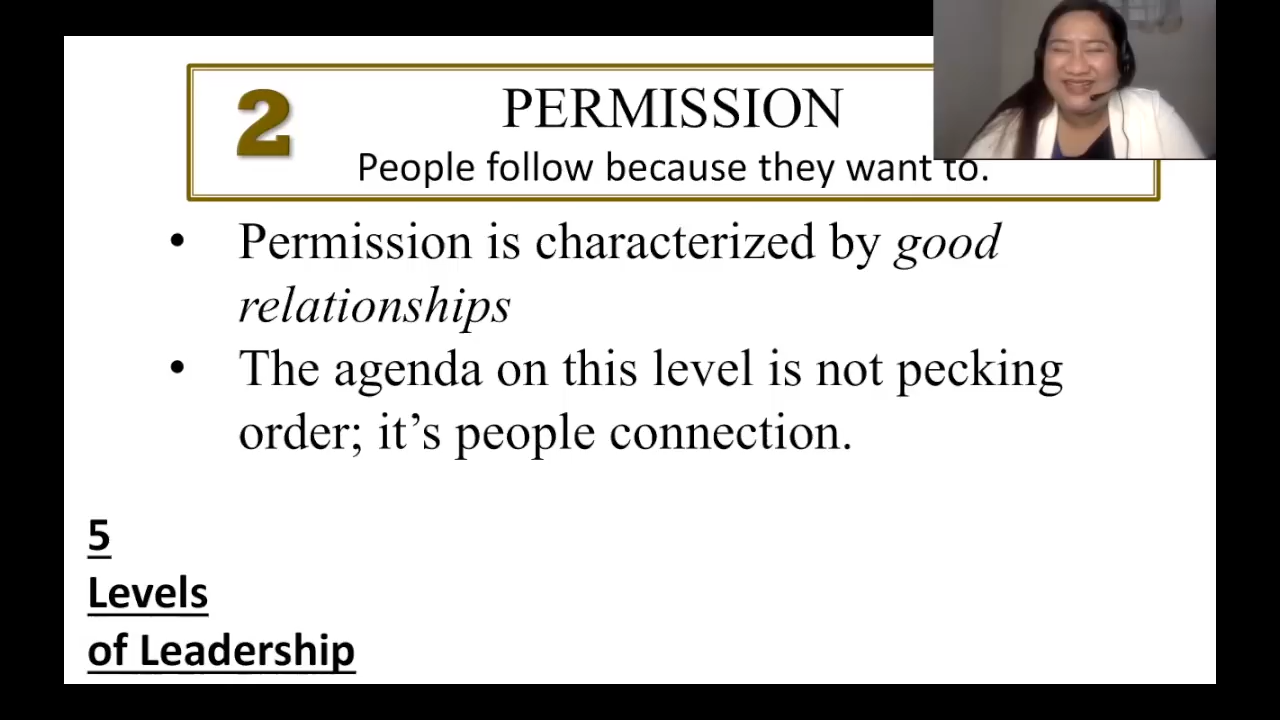 2
PERMISSION
People follow because they want to.
• Permission is characterized by good
relationships
• The agenda on this level is not pecking
order; it’s people connection.
5
Levels
of Leadership